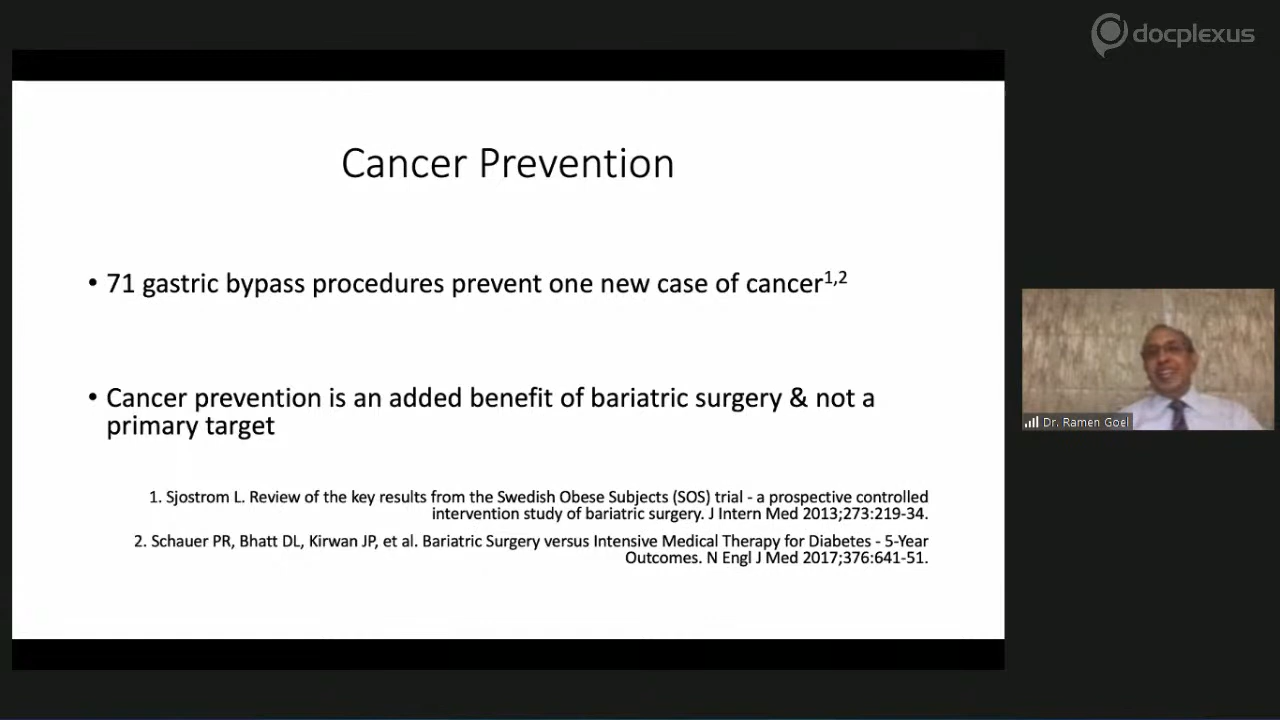 docplexus
Cancer Prevention
• 71 gastric bypass procedures prevent one new case of cancer1,2
• Cancer prevention is an added benefit of bariatric surgery & not a
primary target
1. Sjostrom L. Review of the key results from the Swedish Obese Subjects (SOS) trial - a prospective controlled
intervention study of bariatric surgery. J Intern Med 2013;273:219-34.
2. Schauer PR, Bhatt DL, Kirwan JP, et al. Bariatric Surgery versus Intensive Medical Therapy for Diabetes - 5-Year
Outcomes. N Engl J Med 2017;376:641-51.
Dr. Ramen Goel